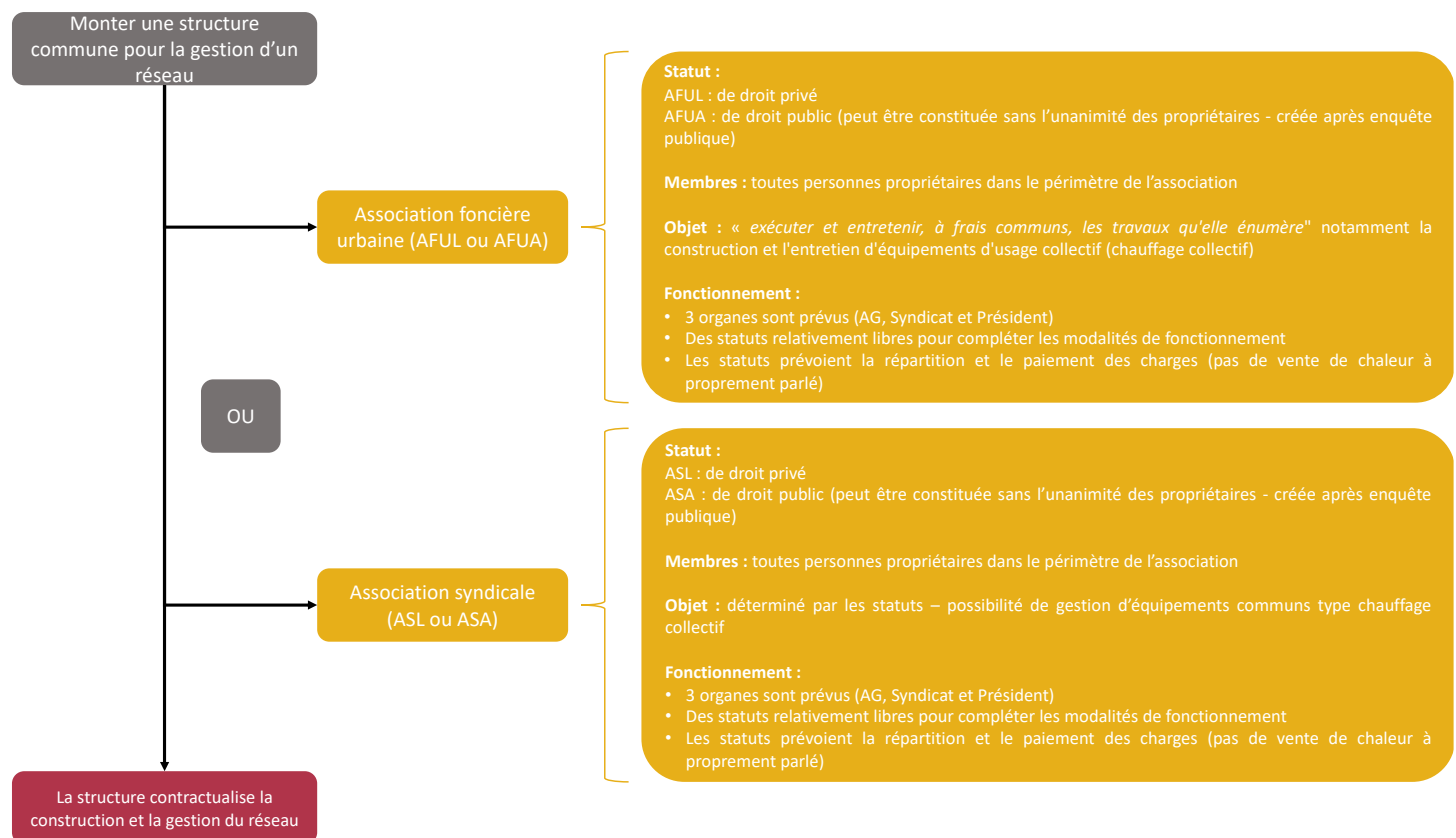 Monter une structure
commune pour la gestion d'un
réseau
Statut :
AFUL : de droit privé
AFUA : de droit public (peut être constituée sans l'unanimité des propriétaires - créée après enquête
publique)
Membres : toutes personnes propriétaires dans le périmètre de l'association
Objet : « exécuter et entretenir, à frais communs, les travaux qu'elle énumère" notamment la
construction et l'entretien d'équipements d'usage collectif (chauffage collectif)
Fonctionnement :
• 3 organes sont prévus (AG, Syndicat et Président)
• Des statuts relativement libres pour compléter les modalités de fonctionnement
• Les statuts prévoient la répartition et le paiement des charges (pas de vente de chaleur à
proprement parlé)
Association foncière
urbaine (AFUL ou AFUA)
OU
Statut :
ASL : de droit privé
ASA : de droit public (peut être constituée sans l'unanimité des propriétaires - créée après enquête
publique)
Membres : toutes personnes propriétaires dans le périmètre de l'association
Objet : déterminé par les statuts – possibilité de gestion d'équipements communs type chauffage
collectif
Fonctionnement :
• 3 organes sont prévus (AG, Syndicat et Président)
• Des statuts relativement libres pour compléter les modalités de fonctionnement
• Les statuts prévoient la répartition et le paiement des charges (pas de vente de chaleur à
proprement parlé)
Association syndicale
(ASL ou ASA)
La structure contractualise la
construction et la gestion du réseau